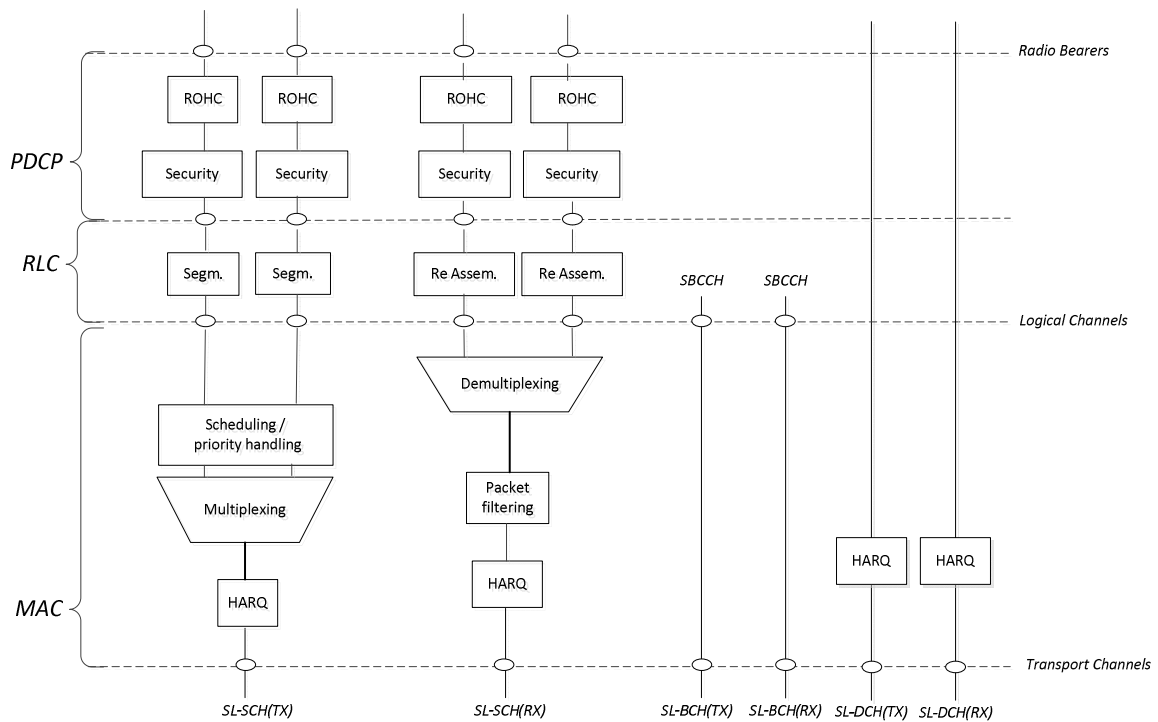 Radio Bearers
ROHC ROHC ROHC ROHC
PDCP
Security Security Security Security
RLC
Segm. Segm. Re Assem. Re Assem.
SBCCH SBCCH
Logical Channels
Demultiplexing
Scheduling /
priority handling
Packet
filtering
Multiplexing
HARQ HARQ
HARQ
HARQ
MAC
Transport Channels
SL-SCH(TX) SL-SCH(RX) SL-BCH(TX) SL-BCH(RX) SL-DCH(TX) SL-DCH(RX)